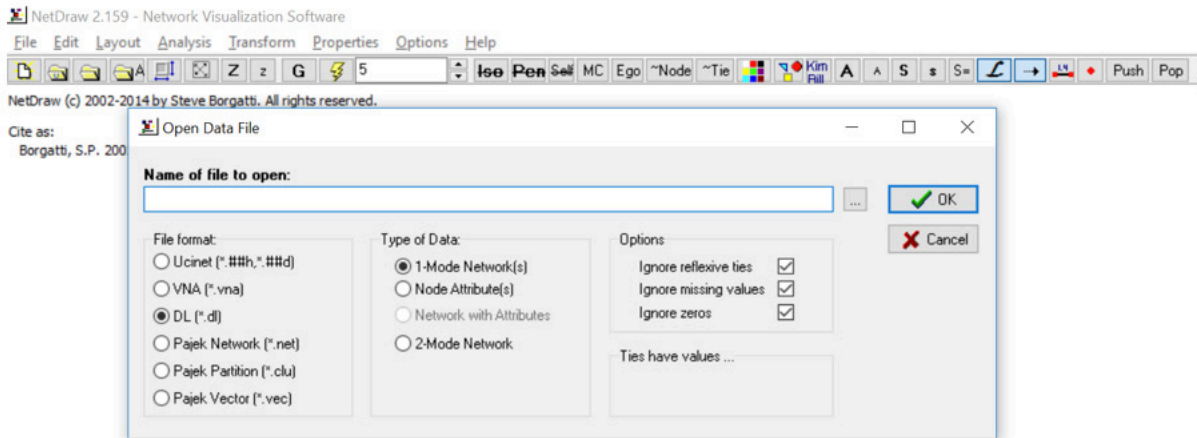 NetDraw 2.159 - Network Visualization Software
File Edit Layout Analysis Transform Properties Options Help
A Z z G 5 Iso Pen Self MC Ego ~Node ~Tie Kim Bill A A S s S= L L4 Push Pop
NetDraw (c) 2002-2014 by Steve Borgatti. All rights reserved.
Cite as:
Borgatti, S.P. 200
Open Data File
Name of file to open:
...
OK
Cancel
File format:
Ucinet (*.##h,*.##d)
VNA (*.vna)
DL (*.dl)
Pajek Network (*.net)
Pajek Partition (*.clu)
Pajek Vector (*.vec)
Type of Data:
1-Mode Network(s)
Node Attribute(s)
Network with Attributes
2-Mode Network
Options
Ignore reflexive ties
Ignore missing values
Ignore zeros
Ties have values ...